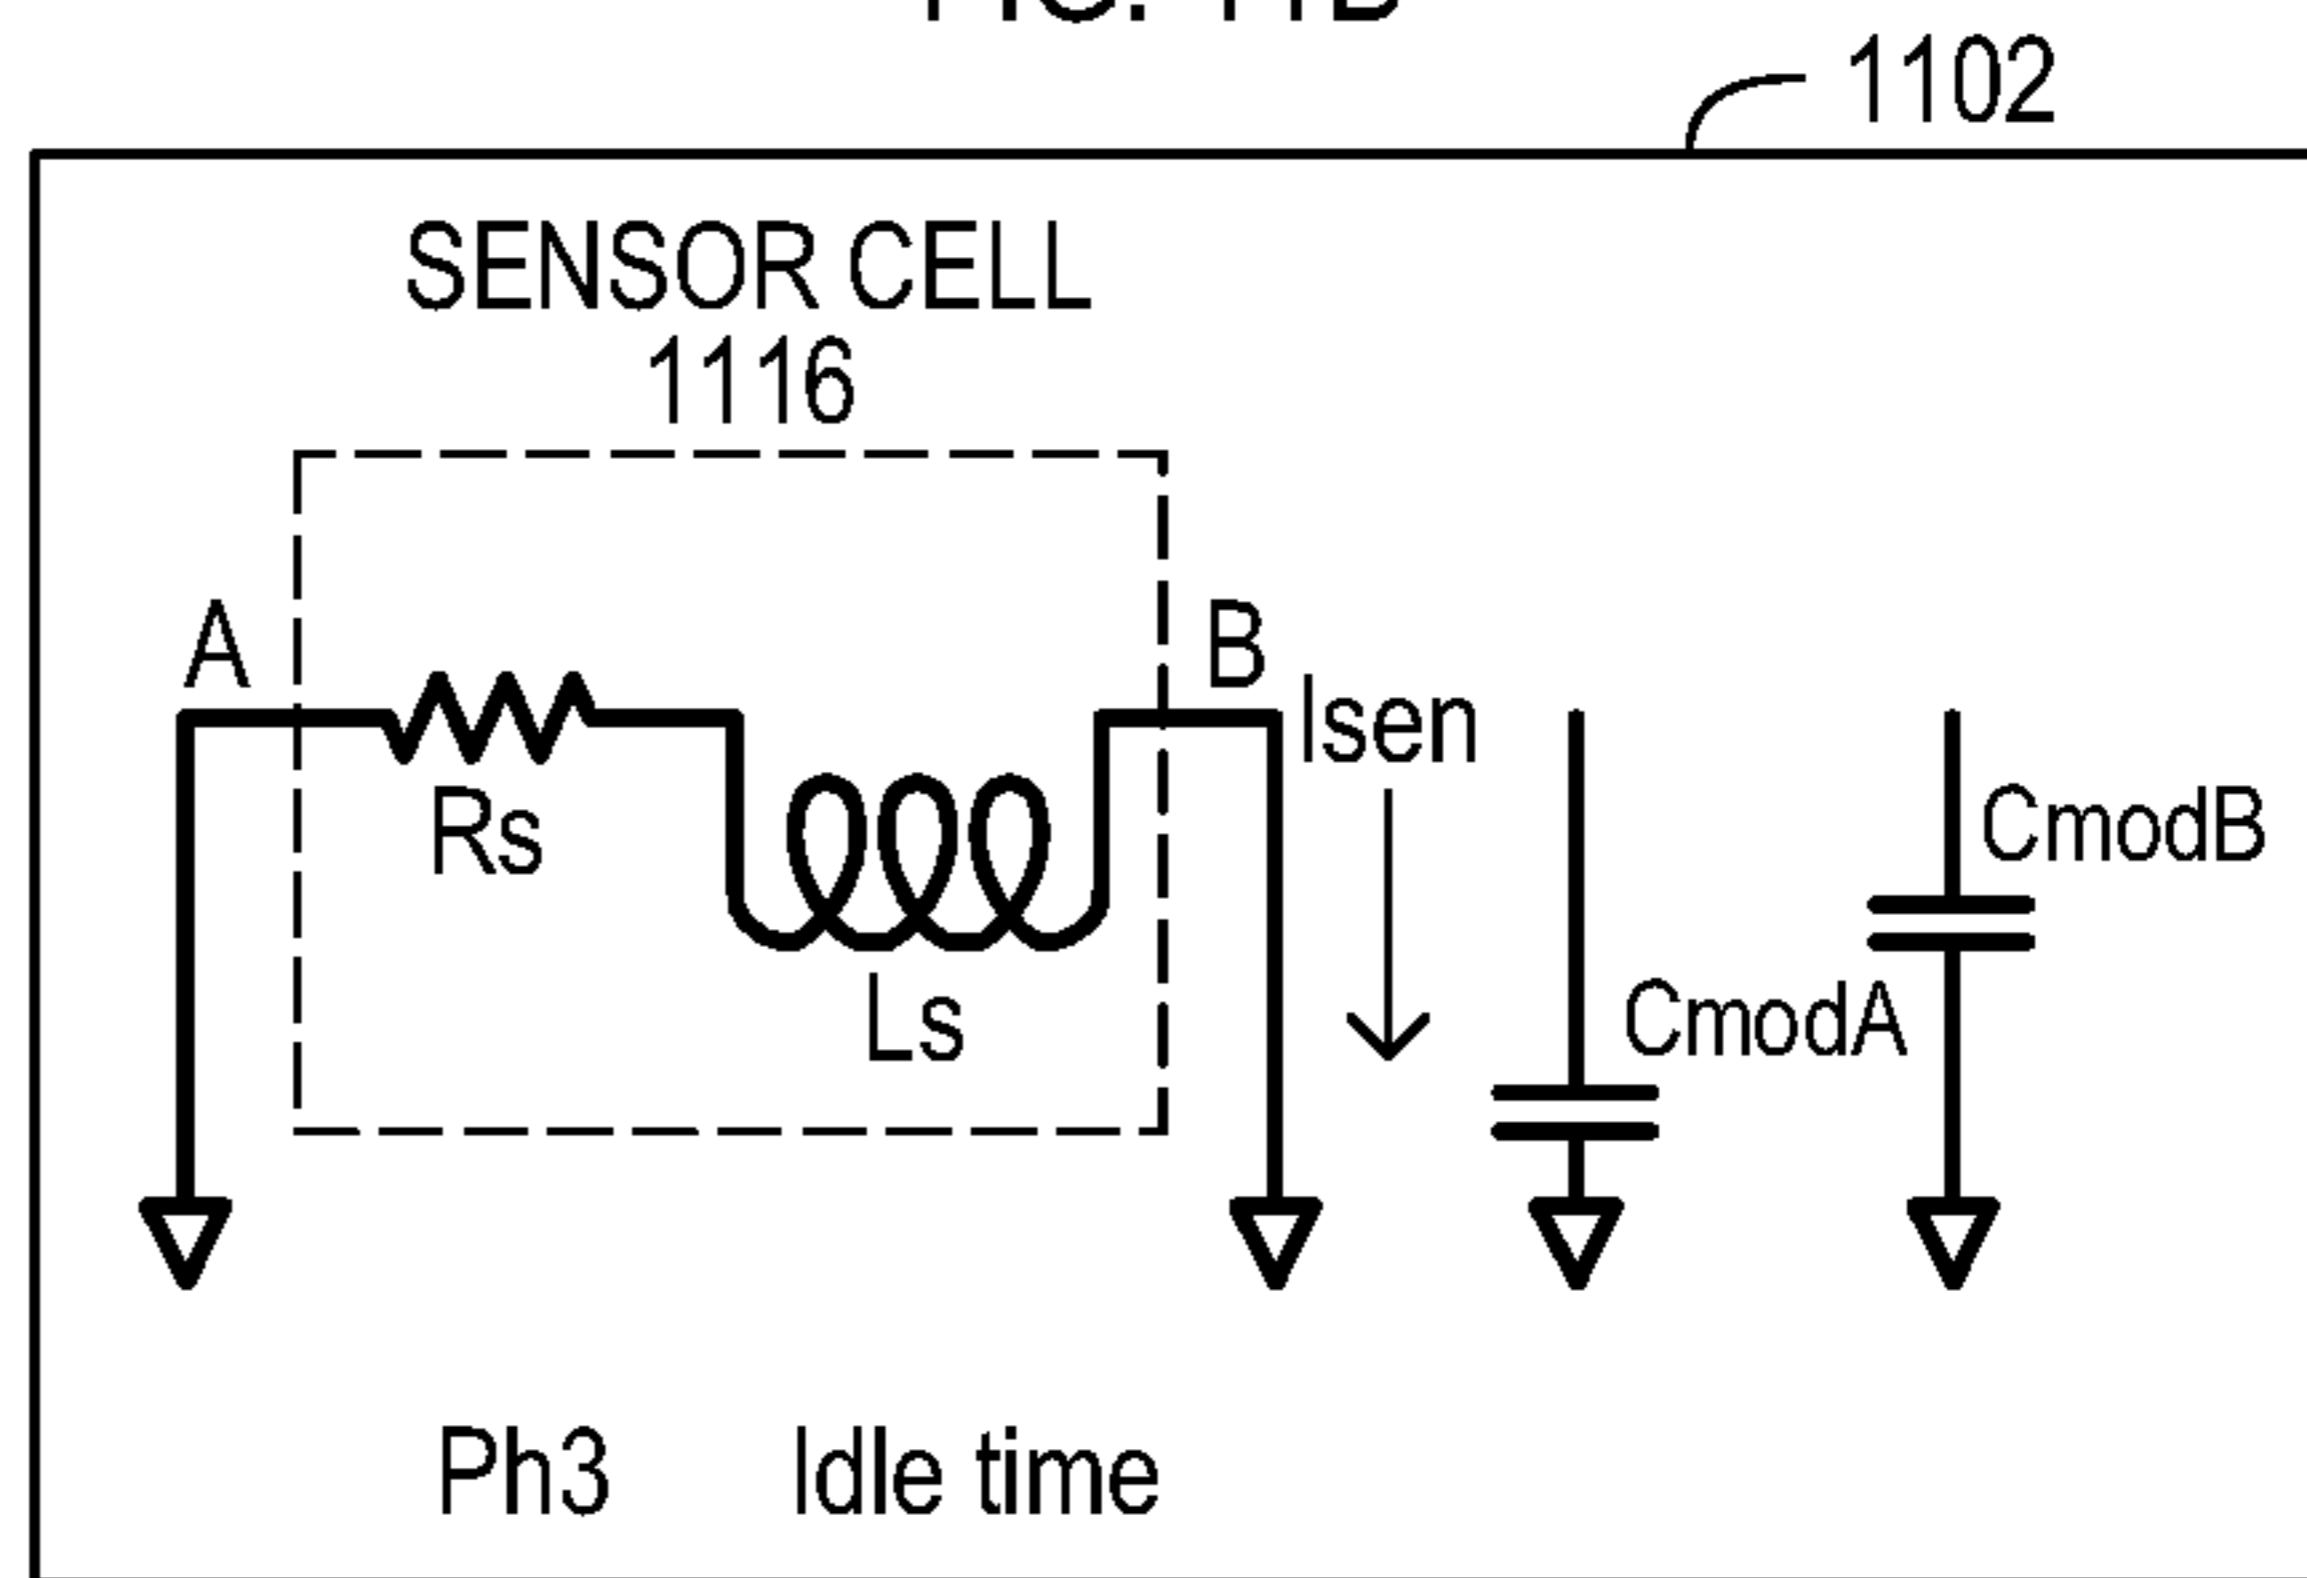 1102
SENSOR CELL
1116
A
B
Isen
Rs
CmodB
Ls
CmodA
Ph3 Idle time